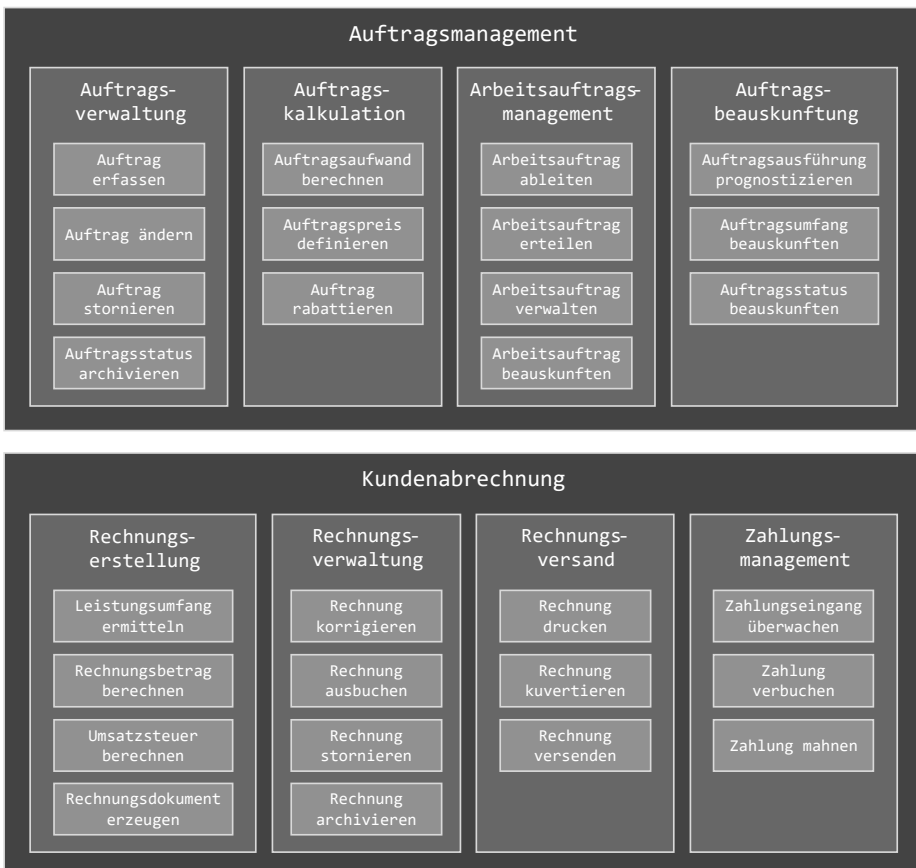 Auftragsmanagement
Auftrags-
verwaltung
Auftrag
erfassen
Auftrag ändern
Auftrag
stornieren
Auftragsstatus
archivieren
Auftrags-
kalkulation
Auftragsaufwand
berechnen
Auftragspreis
definieren
Auftrag
rabattieren
Arbeitsauftrags-
management
Arbeitsauftrag
ableiten
Arbeitsauftrag
erteilen
Arbeitsauftrag
verwalten
Arbeitsauftrag
beauskunften
Auftrags-
beauskunftung
Auftragsausführung
prognostizieren
Auftragsumfang
beauskunften
Auftragsstatus
beauskunften
Kundenabrechnung
Rechnungs-
erstellung
Leistungsumfang
ermitteln
Rechnungsbetrag
berechnen
Umsatzsteuer
berechnen
Rechnungsdokument
erzeugen
Rechnungs-
verwaltung
Rechnung
korrigieren
Rechnung
ausbuchen
Rechnung
stornieren
Rechnung
archivieren
Rechnungs-
versand
Rechnung
drucken
Rechnung
kuvertieren
Rechnung
versenden
Zahlungs-
management
Zahlungseingang
überwachen
Zahlung
verbuchen
Zahlung mahnen